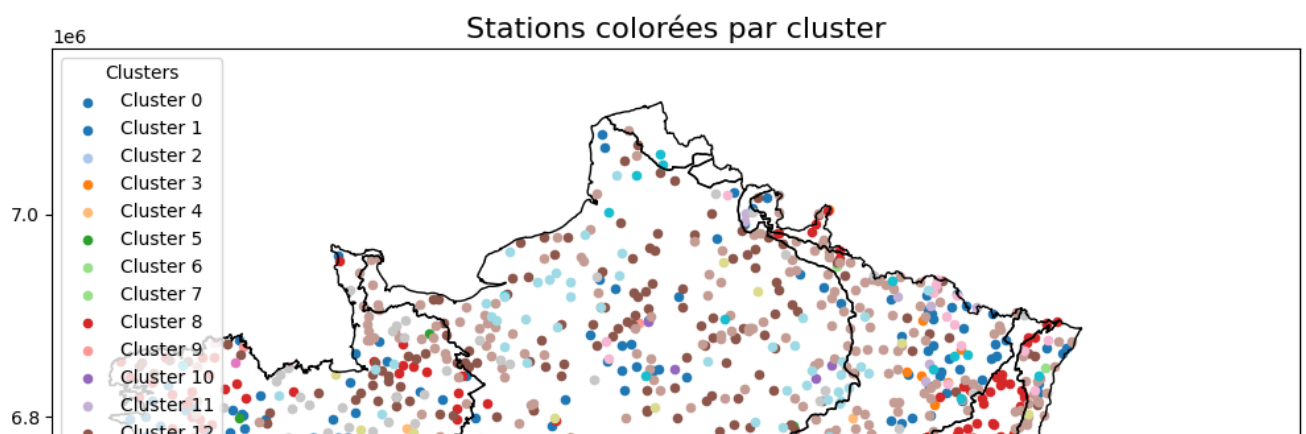 Stations colorées par cluster
1e6
Clusters
Cluster 0
Cluster 1
Cluster 2
Cluster 3
Cluster 4
Cluster 5
Cluster 6
7.0
Cluster 7
Cluster 8
Cluster 9
Cluster 10
Cluster 11
6.8
Cluster 12